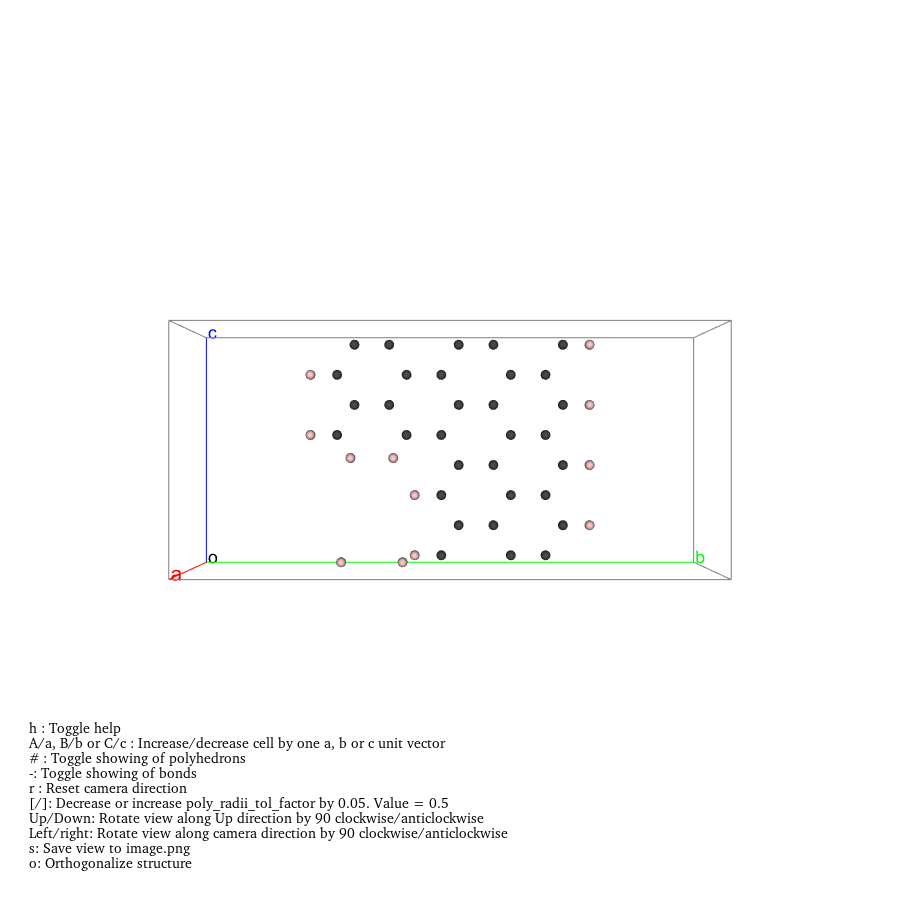 c
o
b
a
h : Toggle help
A/a, B/b or C/c : Increase/decrease cell by one a, b or c unit vector
# : Toggle showing of polyhedrons
-: Toggle showing of bonds
r : Reset camera direction
[/]: Decrease or increase poly_radii_tol_factor by 0.05. Value = 0.5
Up/Down: Rotate view along Up direction by 90 clockwise/anticlockwise
Left/right: Rotate view along camera direction by 90 clockwise/anticlockwise
s: Save view to image.png
o: Orthogonalize structure